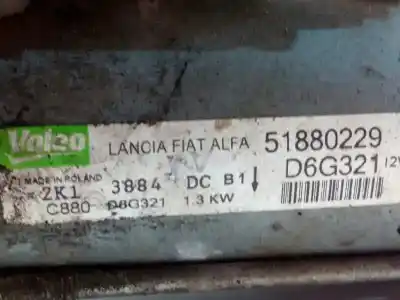 Valeo LANCIA FIAT ALFA 51880229
D6G321 12V
MADE IN POLAND
2K1 3884 DC B1
C880 D6G321 1.3 KW